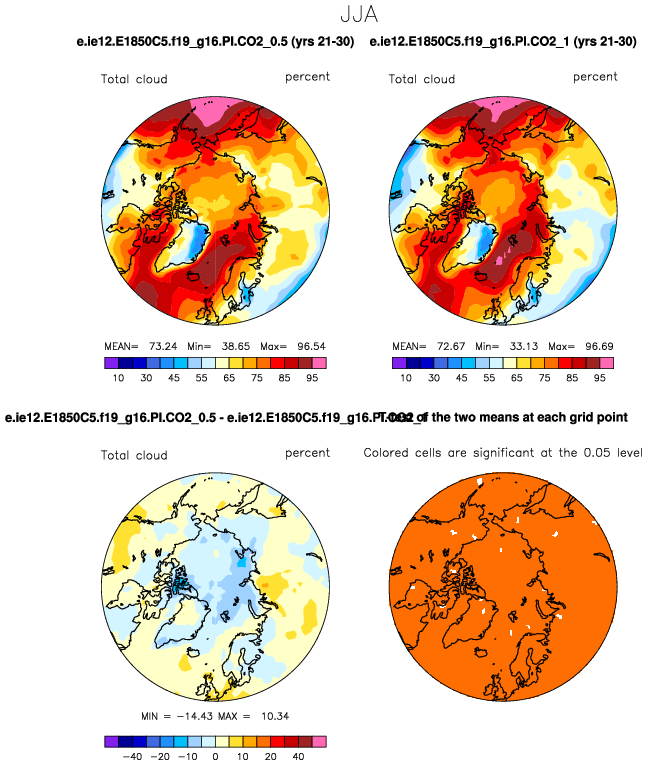 JJA
e.ie12.E1850C5.f19_g16.PI.CO2_0.5 (yrs 21-30)
e.ie12.E1850C5.f19_g16.PI.CO2_1 (yrs 21-30)
Total cloud percent
Total cloud percent
MEAN= 73.24 Min= 38.65 Max= 96.54
MEAN= 72.67 Min= 33.13 Max= 96.69
10 30 45 55 65 75 85 95
10 30 45 55 65 75 85 95
e.ie12.E1850C5.f19_g16.PI.CO2_0.5 - e.ie12.E1850C5.f19_g16.PI.CO2_1
T-test of the two means at each grid point
Total cloud percent
Colored cells are significant at the 0.05 level
MIN = -14.43 MAX = 10.34
-40 -20 -10 0 10 20 40